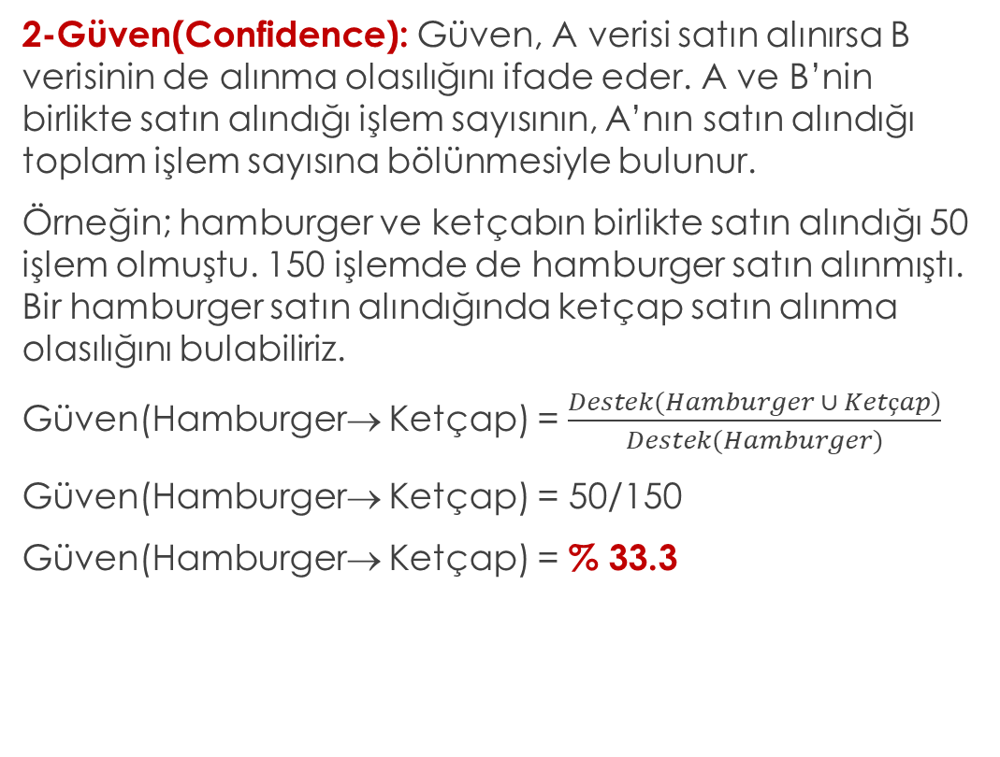 2-Güven(Confidence): Güven, A verisi satın alınırsa B
verisinin de alınma olasılığını ifade eder. A ve B’nin
birlikte satın alındığı işlem sayısının, A’nın satın alındığı
toplam işlem sayısına bölünmesiyle bulunur.
Örneğin; hamburger ve ketçabın birlikte satın alındığı 50
işlem olmuştu. 150 işlemde de hamburger satın alınmıştı.
Bir hamburger satın alındığında ketçap satın alınma
olasılığını bulabiliriz.
Güven(Hamburger→ Ketçap) = Destek(Hamburger ∪ Ketçap)
Destek(Hamburger)
Güven(Hamburger→ Ketçap) = 50/150
Güven(Hamburger→ Ketçap) = % 33.3